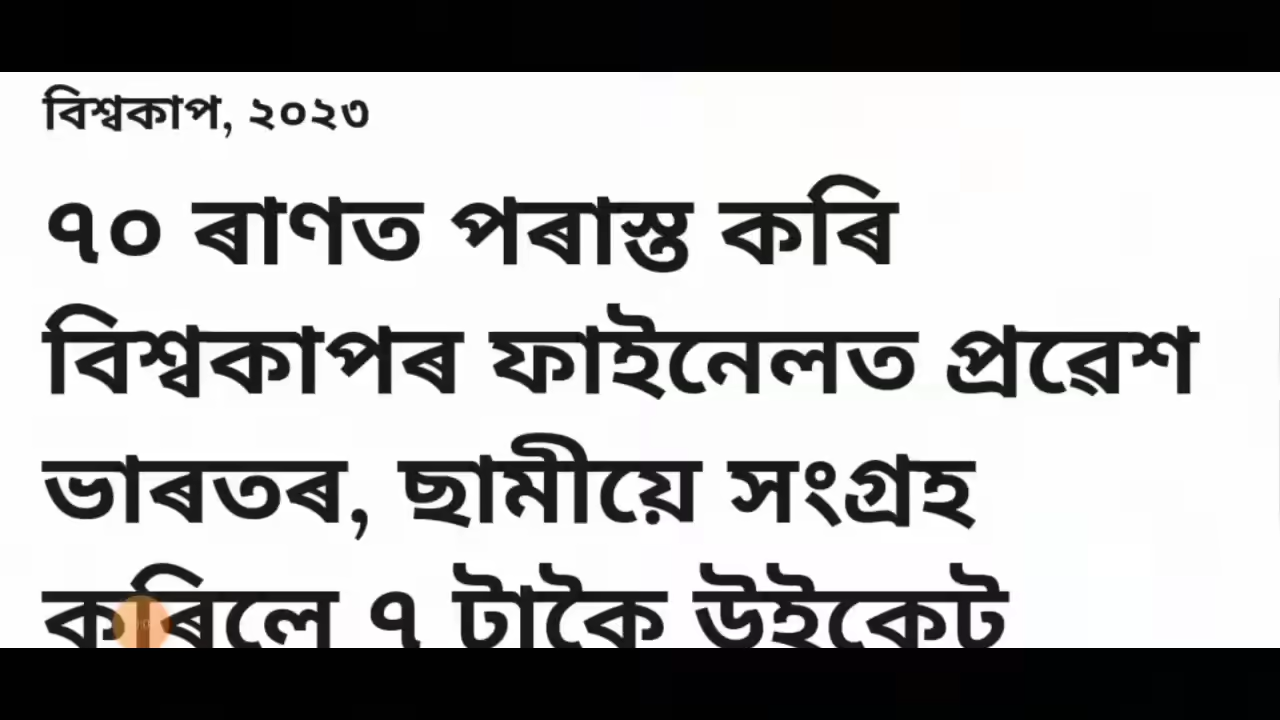 বিশ্বকাপ, ২০২৩
৭০ ৰাণত পৰাস্ত কৰি
বিশ্বকাপৰ ফাইনেলত প্ৰৱেশ
ভাৰতৰ, ছামীয়ে সংগ্ৰহ
কৰিলে ৭ টাকৈ উইকেট